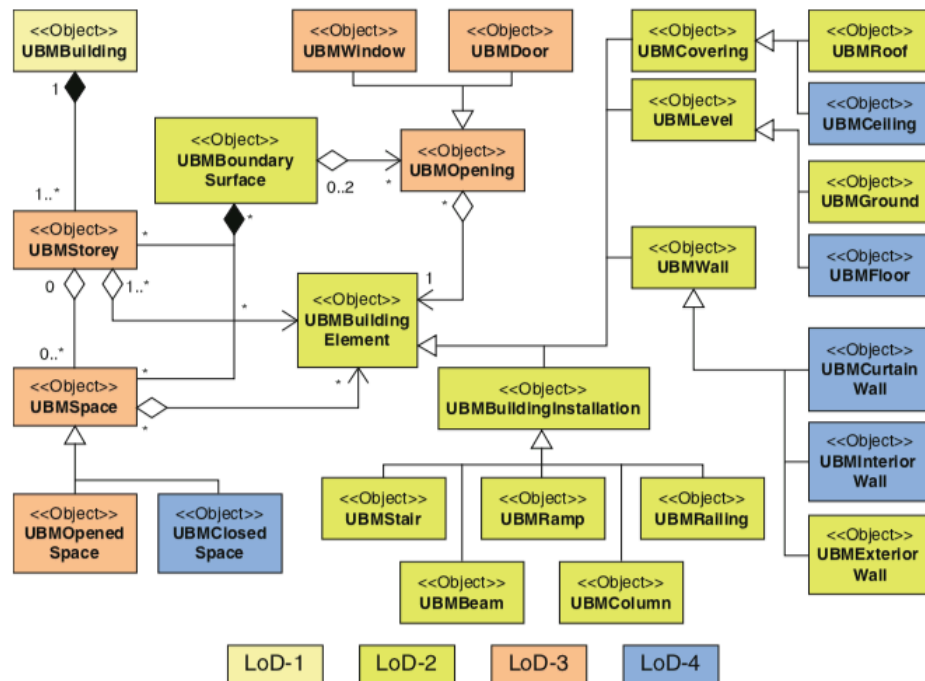 <<Object>>
UBMBuilding
1
1..*
<<Object>>
UBMWindow
<<Object>>
UBMDoor
<<Object>>
UBMCovering
<<Object>>
UBMRoof
<<Object>>
UBMCeiling
<<Object>>
UBMLevel
<<Object>>
UBMGround
<<Object>>
UBMFloor
<<Object>>
UBMBoundary
Surface
0..2
*
*
<<Object>>
UBMOpening
*
1
<<Object>>
UBMStorey
*
0
1..*
*
0..*
<<Object>>
UBMBuilding
Element
*
<<Object>>
UBMWall
<<Object>>
UBMCurtain
Wall
<<Object>>
UBMInterior
Wall
<<Object>>
UBMExterior
Wall
<<Object>>
UBMSpace
*
*
<<Object>>
UBMBuildingInstallation
<<Object>>
UBMOpened
Space
<<Object>>
UBMClosed
Space
<<Object>>
UBMStair
<<Object>>
UBMRamp
<<Object>>
UBMRailing
<<Object>>
UBMBeam
<<Object>>
UBMColumn
LoD-1
LoD-2
LoD-3
LoD-4